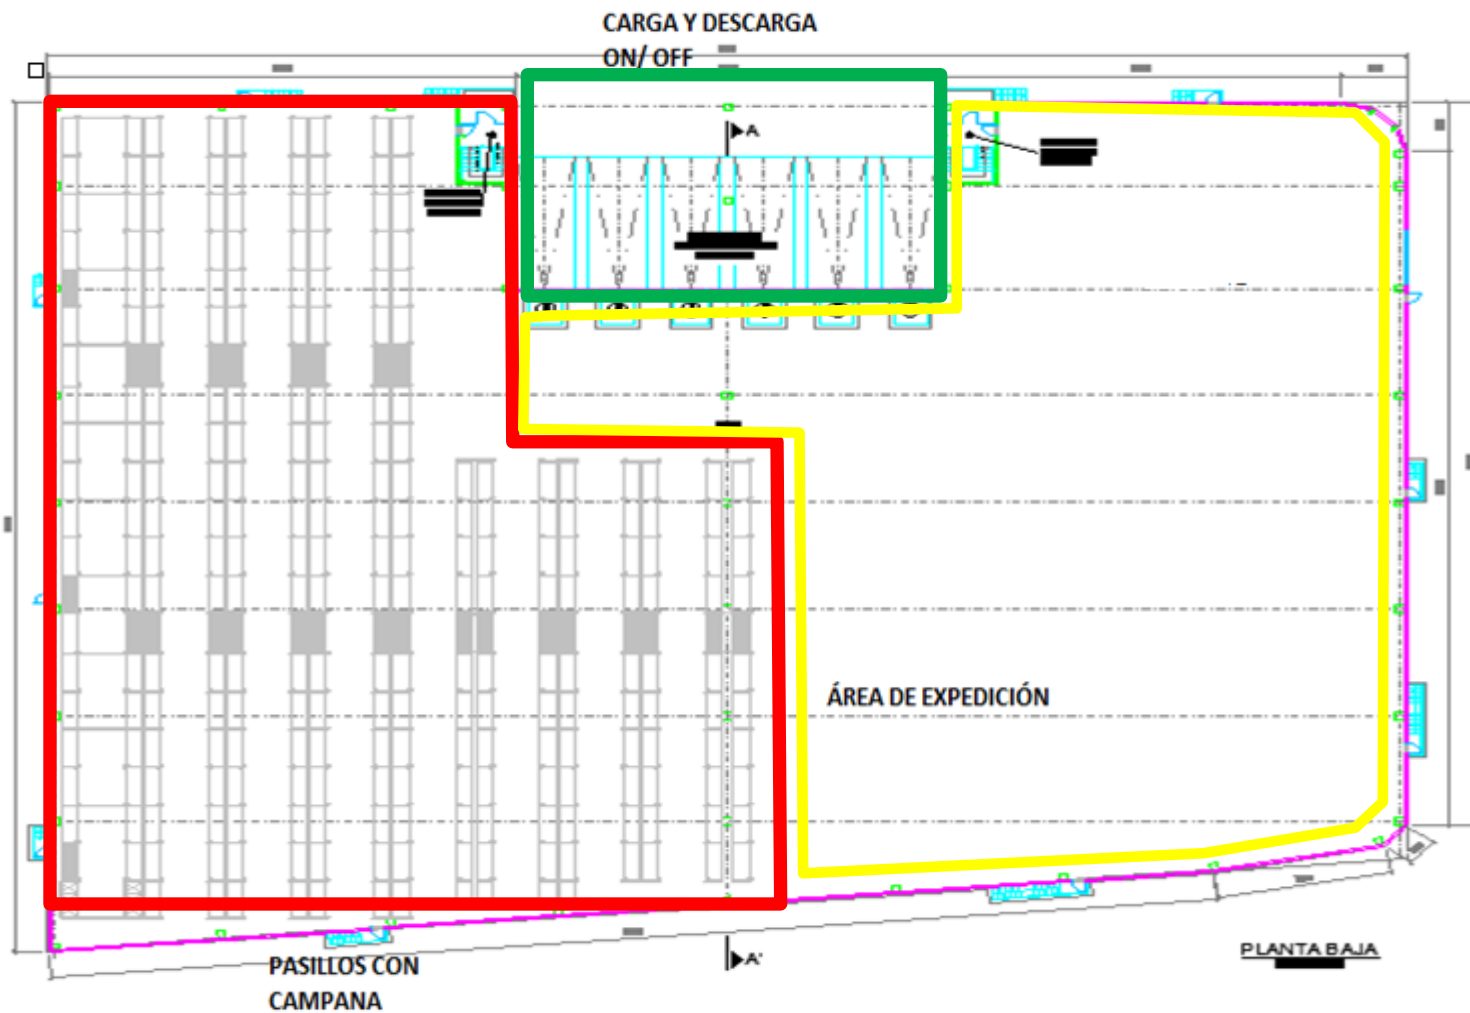 CARGA Y DESCARGA
ON/ OFF
A
ÁREA DE EXPEDICIÓN
PLANTA BAJA
A'
PASILLOS CON
CAMPANA